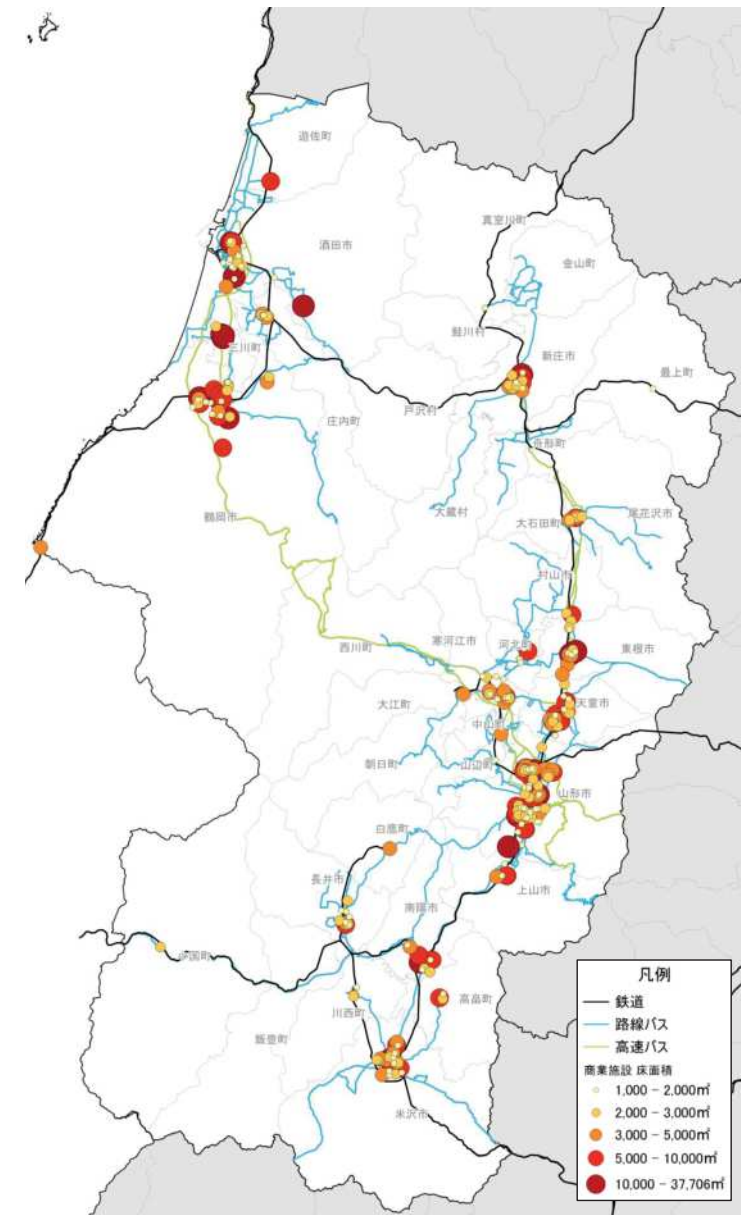 遊佐町
真室川町
酒田市
金山町
鮭川村
三川町
新庄市
最上町
戸沢村
庄内町
舟形町
大蔵村
鶴岡市
大石田町
尾花沢市
村山市
寒河江市
河北町
東根市
西川町
大江町
天童市
中山町
朝日町
山辺町
山形市
白鷹町
長井市
上山市
南陽市
小国町
高畠町
川西町
飯豊町
米沢市
凡例
鉄道
路線バス
高速バス
商業施設 床面積
1,000 - 2,000㎡
2,000 - 3,000㎡
3,000 - 5,000㎡
5,000 - 10,000㎡
10,000 - 37,706㎡